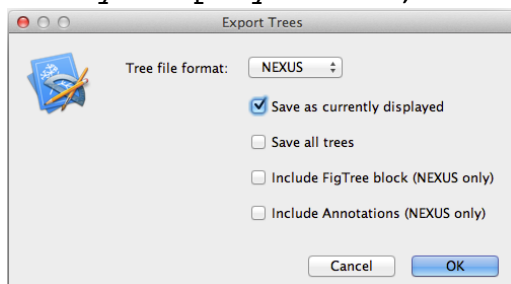 Export Trees
Tree file format: NEXUS
Save as currently displayed
Save all trees
Include FigTree block (NEXUS only)
Include Annotations (NEXUS only)
Cancel OK